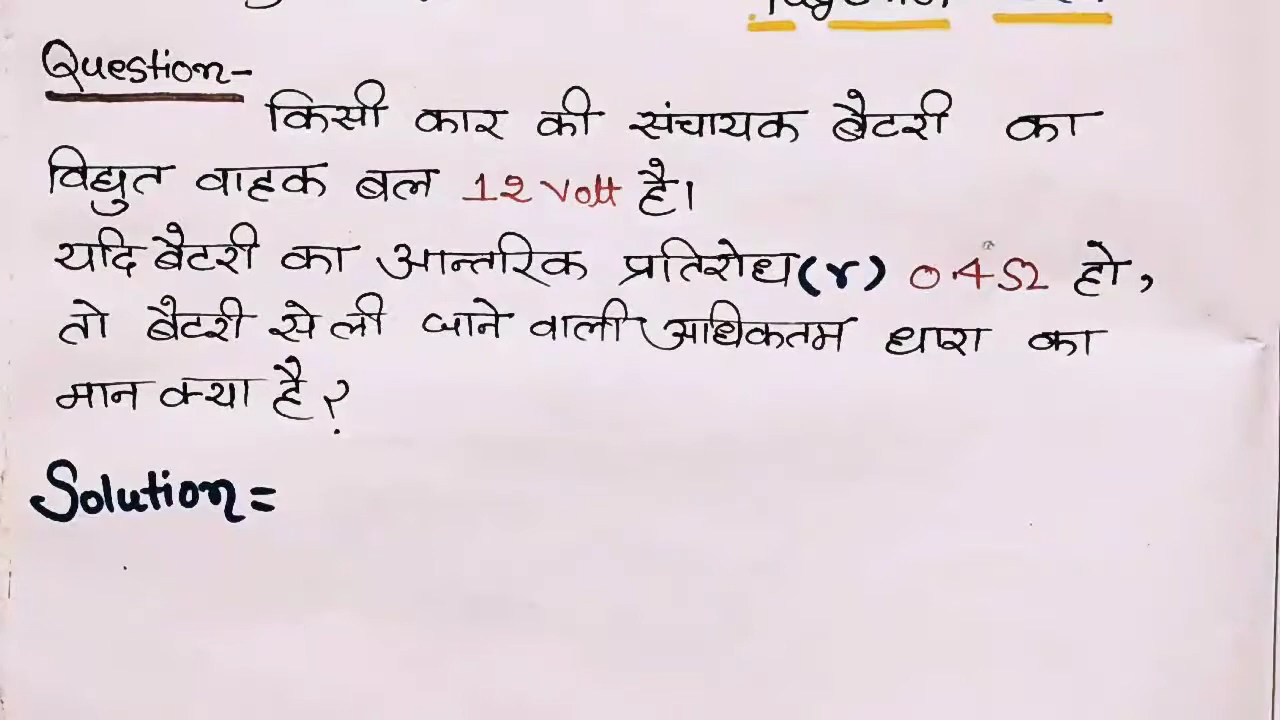 Question-
किसी कार की संचायक बैटरी का
विद्युत वाहक बल 12 Volt है।
यदि बैटरी का आन्तरिक प्रतिरोध(r) 0.4Ω हो,
तो बैटरी से ली जाने वाली अधिकतम धारा का
मान क्या है?
Solution=